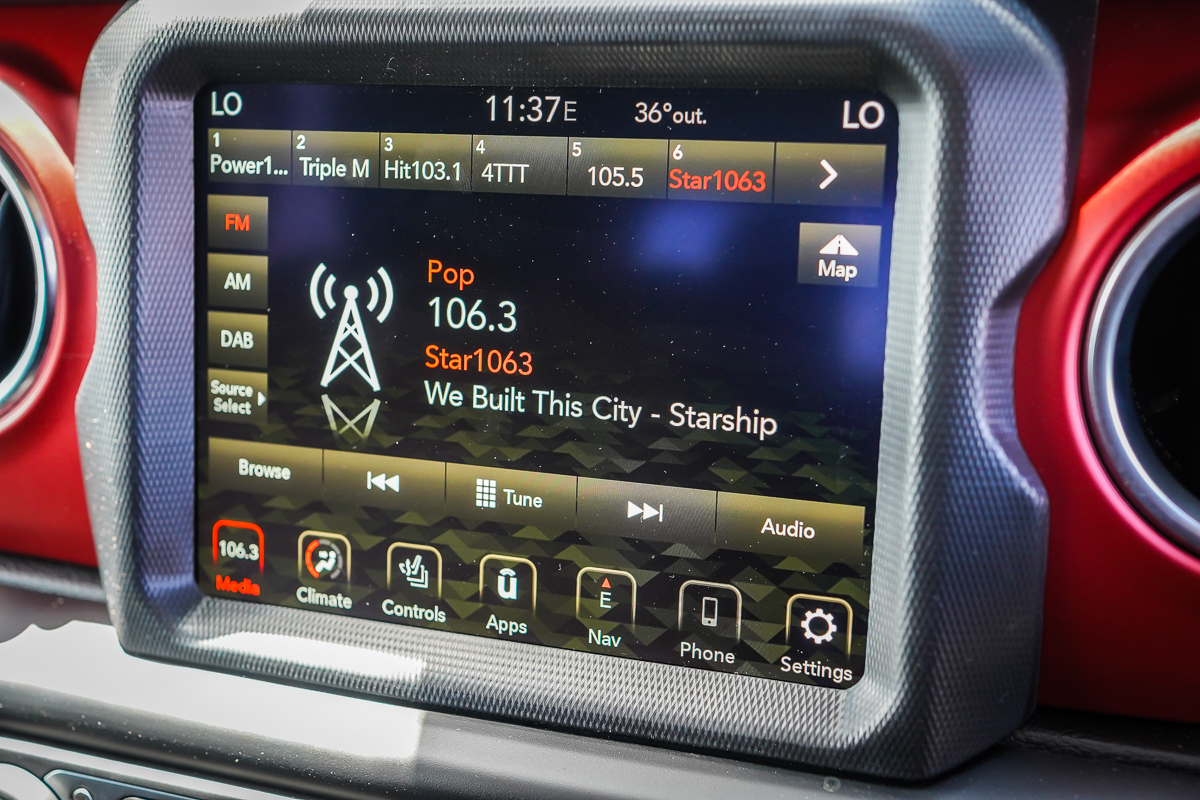 LO 11:37E 36°out. LO
1 Power1... 2 Triple M 3 Hit103.1 4 4TTT 5 105.5 6 Star1063
FM
Map
AM
Pop
106.3
DAB
Star1063
Source
Select
We Built This City - Starship
Browse Tune Audio
106.3 û E
Media Climate Controls Apps Nav Phone Settings